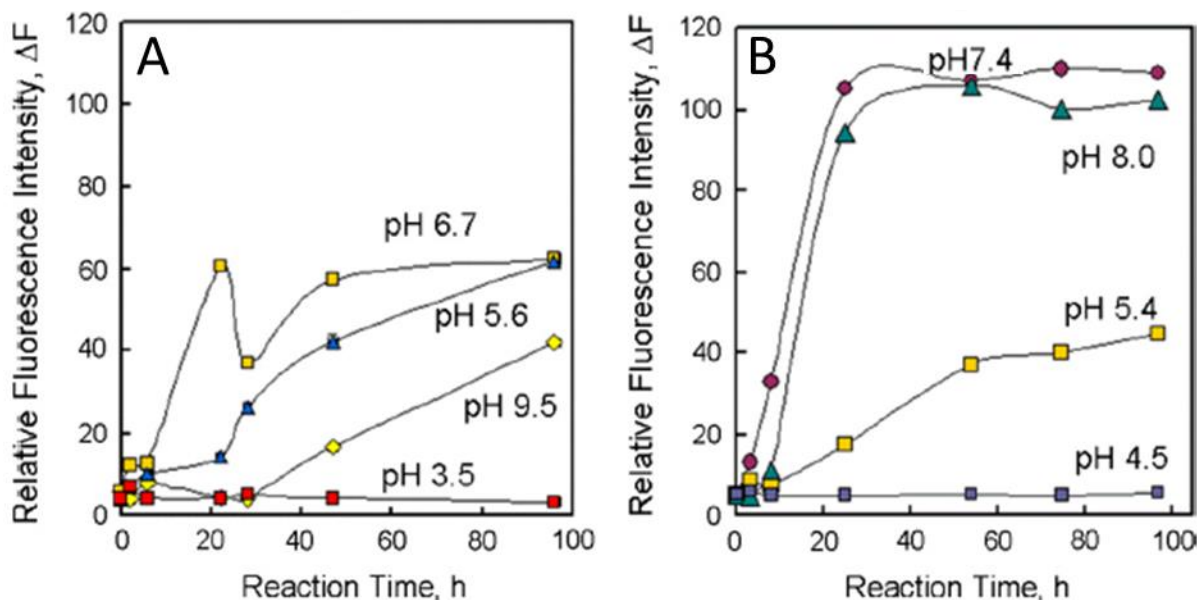 A
Relative Fluorescence Intensity, ΔF
120
100
80
60
40
20
0
pH 6.7
pH 5.6
pH 9.5
pH 3.5
0 20 40 60 80 100
Reaction Time, h
B
Relative Fluorescence Intensity, ΔF
120
100
80
60
40
20
0
pH7.4
pH 8.0
pH 5.4
pH 4.5
0 20 40 60 80 100
Reaction Time, h